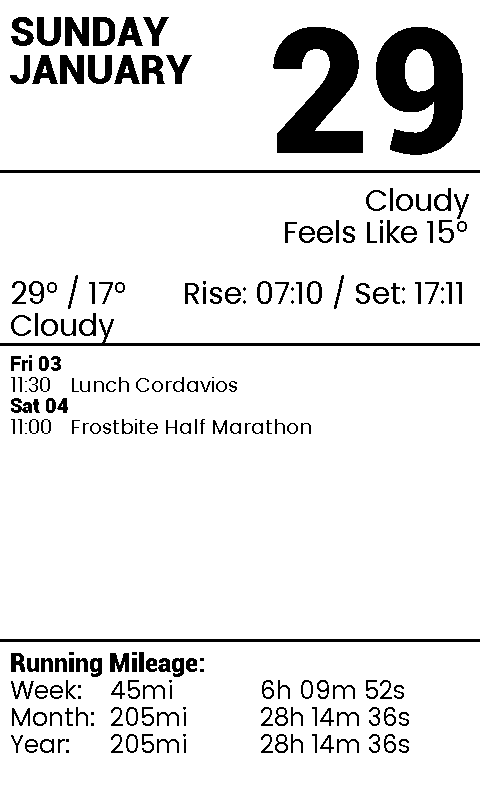 SUNDAY
JANUARY
29
Cloudy
Feels Like 15°
29° / 17° Rise: 07:10 / Set: 17:11
Cloudy
Fri 03
11:30 Lunch Cordavios
Sat 04
11:00 Frostbite Half Marathon
Running Mileage:
Week: 45mi 6h 09m 52s
Month: 205mi 28h 14m 36s
Year: 205mi 28h 14m 36s